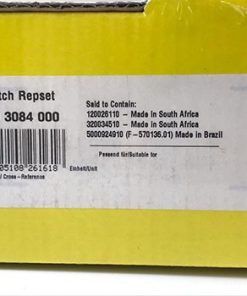 tch Repset
3084 000
Said to Contain:
120026110 – Made in South Africa
320034510 – Made in South Africa
5000924910 (F-570136.01) Made in Brazil
Passend für/Suitable for
05100"261618
Einheit/Unit
/ Cross-Reference